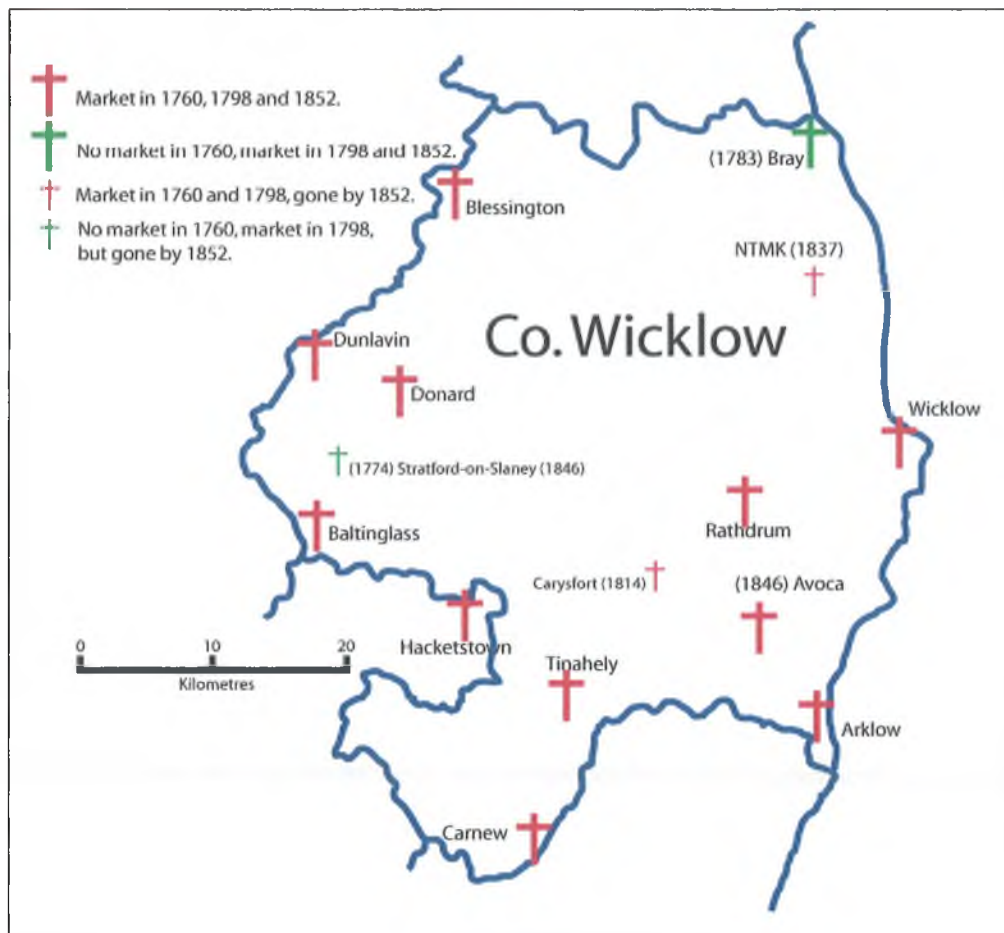 Market in 1760, 1798 and 1852.
No market in 1760, market in 1798 and 1852.
Market in 1760 and 1798, gone by 1852.
No market in 1760, market in 1798,
but gone by 1852.
(1783) Bray
Blessington
NTMK (1837)
Co. Wicklow
Dunlavin
Donard
Wicklow
(1774) Stratford-on-Slaney (1846)
Baltinglass
Rathdrum
Carysfort (1814)
(1846) Avoca
Hacketstown
0 10 20
Kilometres
Tinahely
Arklow
Carnew